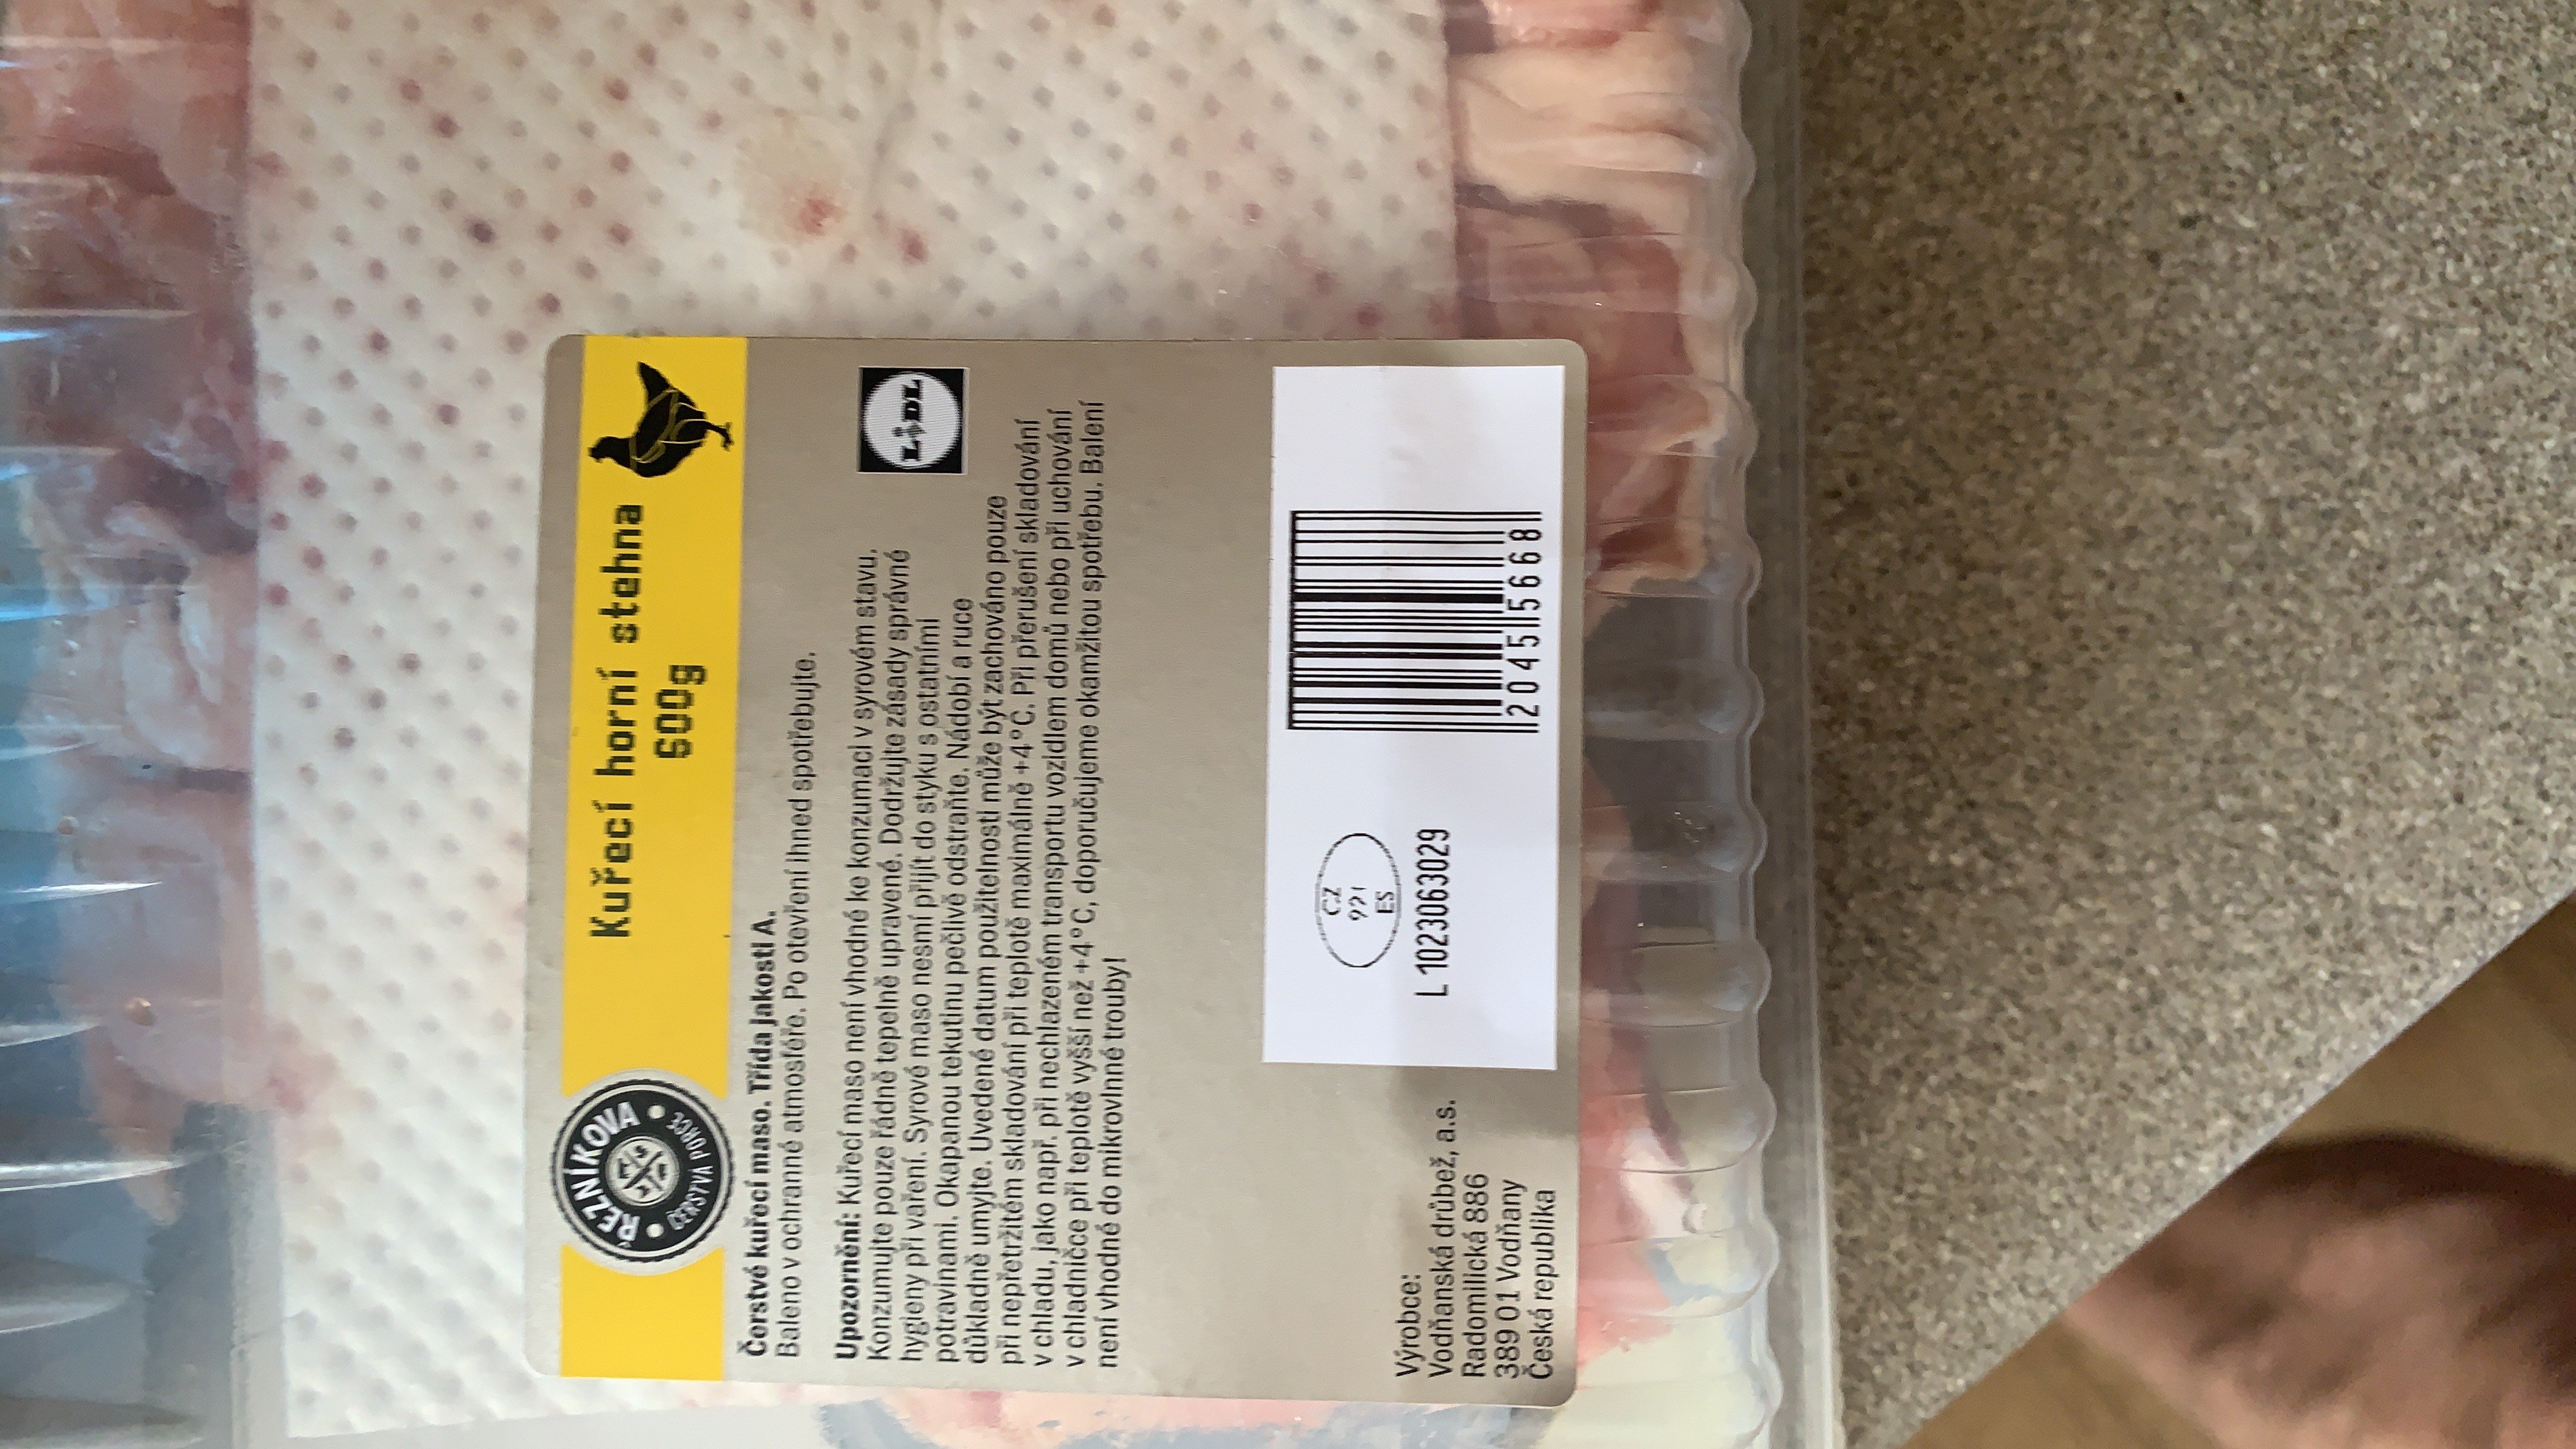 Kuřecí horní stehna
600g
ŘEZNÍKOVA
ČERSTVÁ PORCE
Čerstvé kuřecí maso. Třída jakosti A.
Baleno v ochranné atmosféře. Po otevření ihned spotřebujte.
LIDL
Upozornění: Kuřecí maso není vhodné ke konzumaci v syrovém stavu.
Konzumujte pouze řádně tepelně upravené. Dodržujte zásady správné
hygieny při vaření. Syrové maso nesmí přijít do styku s ostatními
potravinami. Okapanou tekutinu pečlivě odstraňte. Nádobí a ruce
důkladně umyjte. Uvedené datum použitelnosti může být zachováno pouze
při nepřetržitém skladování při teplotě maximálně +4°C. Při přerušení skladování
v chladu, jako např. při nechlazeném transportu vozidlem domů nebo při uchování
v chladničce při teplotě vyšší než +4°C, doporučujeme okamžitou spotřebu. Balení
není vhodné do mikrovlnné trouby!
Výrobce:
Vodňanská drůbež, a.s.
Radomilická 886
389 01 Vodňany
Česká republika
CZ
ES
L 1023063029
2045 5668